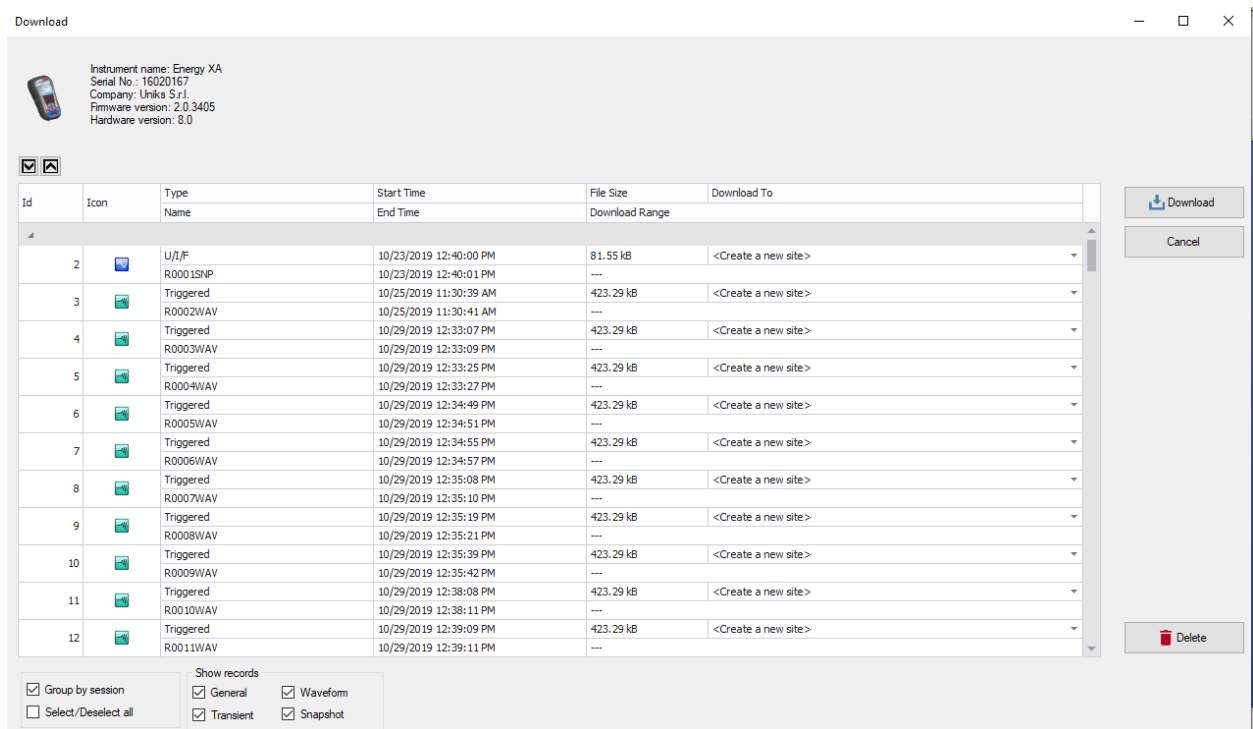 Download
Instrument name: Energy XA
Serial No.: 16020167
Company: Uniks S.r.l.
Firmware version: 2.0.3405
Hardware version: 8.0
Id Icon Type Start Time File Size Download To
Name End Time Download Range
Download
Cancel
2 U/I/F 10/23/2019 12:40:00 PM 81.55 kB <Create a new site>
R0001SNP 10/23/2019 12:40:01 PM ---
3 Triggered 10/25/2019 11:30:39 AM 423.29 kB <Create a new site>
R0002WAV 10/25/2019 11:30:41 AM ---
4 Triggered 10/29/2019 12:33:07 PM 423.29 kB <Create a new site>
R0003WAV 10/29/2019 12:33:09 PM ---
5 Triggered 10/29/2019 12:33:25 PM 423.29 kB <Create a new site>
R0004WAV 10/29/2019 12:33:27 PM ---
6 Triggered 10/29/2019 12:34:49 PM 423.29 kB <Create a new site>
R0005WAV 10/29/2019 12:34:51 PM ---
7 Triggered 10/29/2019 12:34:55 PM 423.29 kB <Create a new site>
R0006WAV 10/29/2019 12:34:57 PM ---
8 Triggered 10/29/2019 12:35:08 PM 423.29 kB <Create a new site>
R0007WAV 10/29/2019 12:35:10 PM ---
9 Triggered 10/29/2019 12:35:19 PM 423.29 kB <Create a new site>
R0008WAV 10/29/2019 12:35:21 PM ---
10 Triggered 10/29/2019 12:35:39 PM 423.29 kB <Create a new site>
R0009WAV 10/29/2019 12:35:42 PM ---
11 Triggered 10/29/2019 12:38:08 PM 423.29 kB <Create a new site>
R0010WAV 10/29/2019 12:38:11 PM ---
12 Triggered 10/29/2019 12:39:09 PM 423.29 kB <Create a new site>
R0011WAV 10/29/2019 12:39:11 PM ---
Delete
Show records
Group by session General Waveform
Select/Deselect all Transient Snapshot